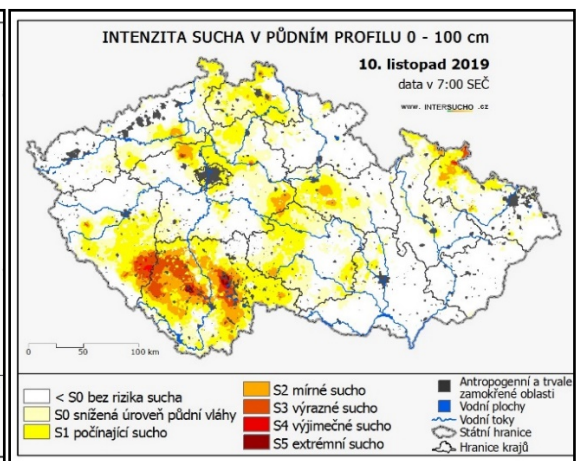 INTENZITA SUCHA V PŮDNÍM PROFILU 0 - 100 cm
10. listopad 2019
data v 7:00 SEČ
www. INTERSUCHO .cz
0 50 100 km
< S0 bez rizika sucha
S0 snížená úroveň půdní vláhy
S1 počínající sucho
S2 mírné sucho
S3 výrazné sucho
S4 výjimečné sucho
S5 extrémní sucho
Antropogenní a trvale
zamokřené oblasti
Vodní plochy
Vodní toky
Státní hranice
Hranice krajů